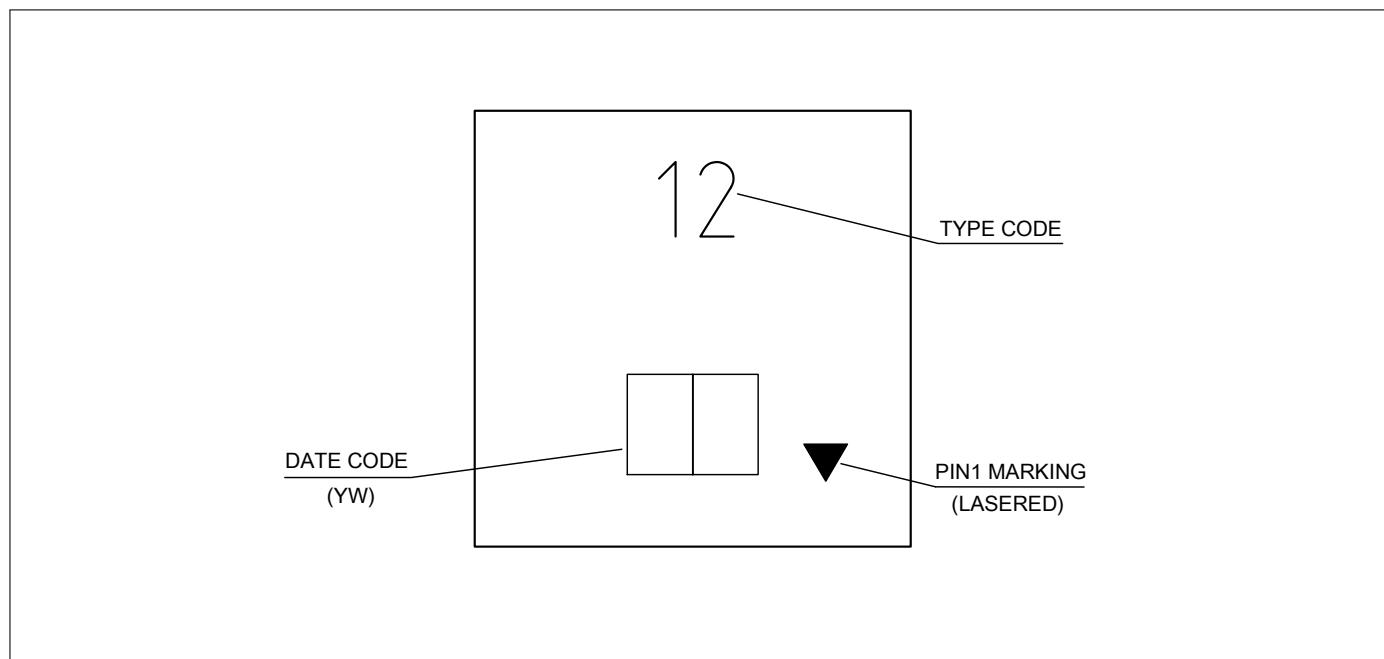 12
TYPE CODE
DATE CODE
(YW)
PIN1 MARKING
(LASERED)